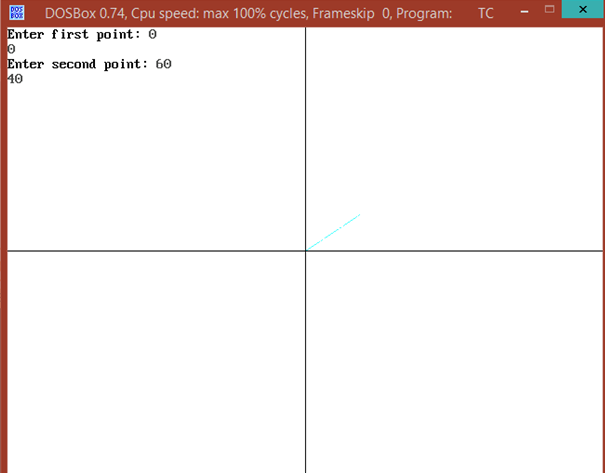 DOS
BOX
DOSBox 0.74, Cpu speed: max 100% cycles, Frameskip 0, Program: TC
Enter first point: 0
0
Enter second point: 60
40